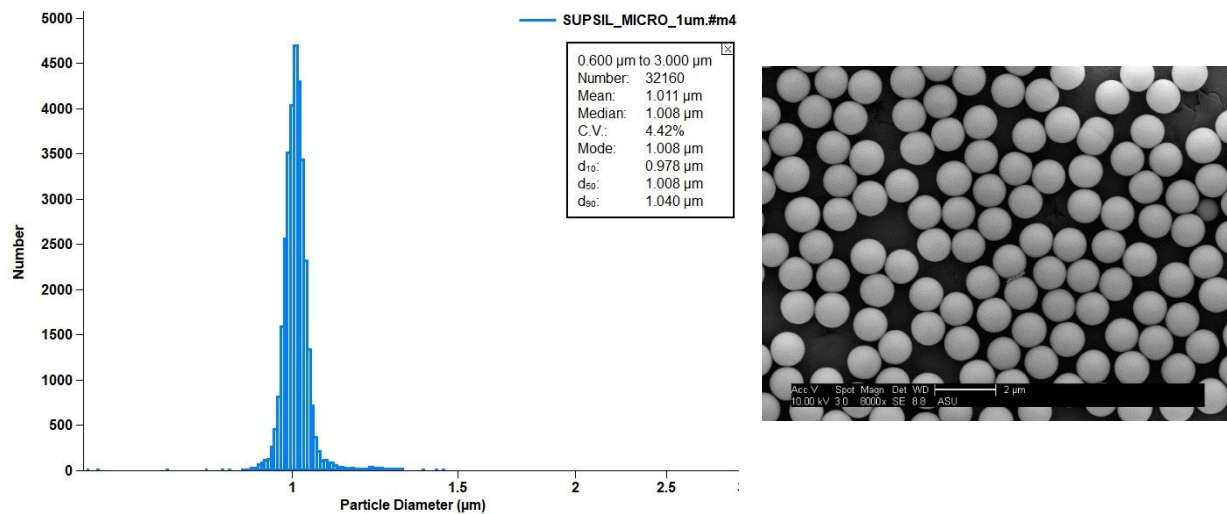 SUPSIL_MICRO_1um.#m4
0.600 µm to 3.000 µm
Number: 32160
Mean: 1.011 µm
Median: 1.008 µm
C.V.: 4.42%
Mode: 1.008 µm
d₁₀: 0.978 µm
d₅₀: 1.008 µm
d₉₀: 1.040 µm
5000
4500
4000
3500
3000
2500
2000
1500
1000
500
0
Number
1 1.5 2 2.5
Particle Diameter (µm)
Acc.V Spot Magn Det WD 2 µm
10.00 kV 3.0 8000x SE 8.8 ASU